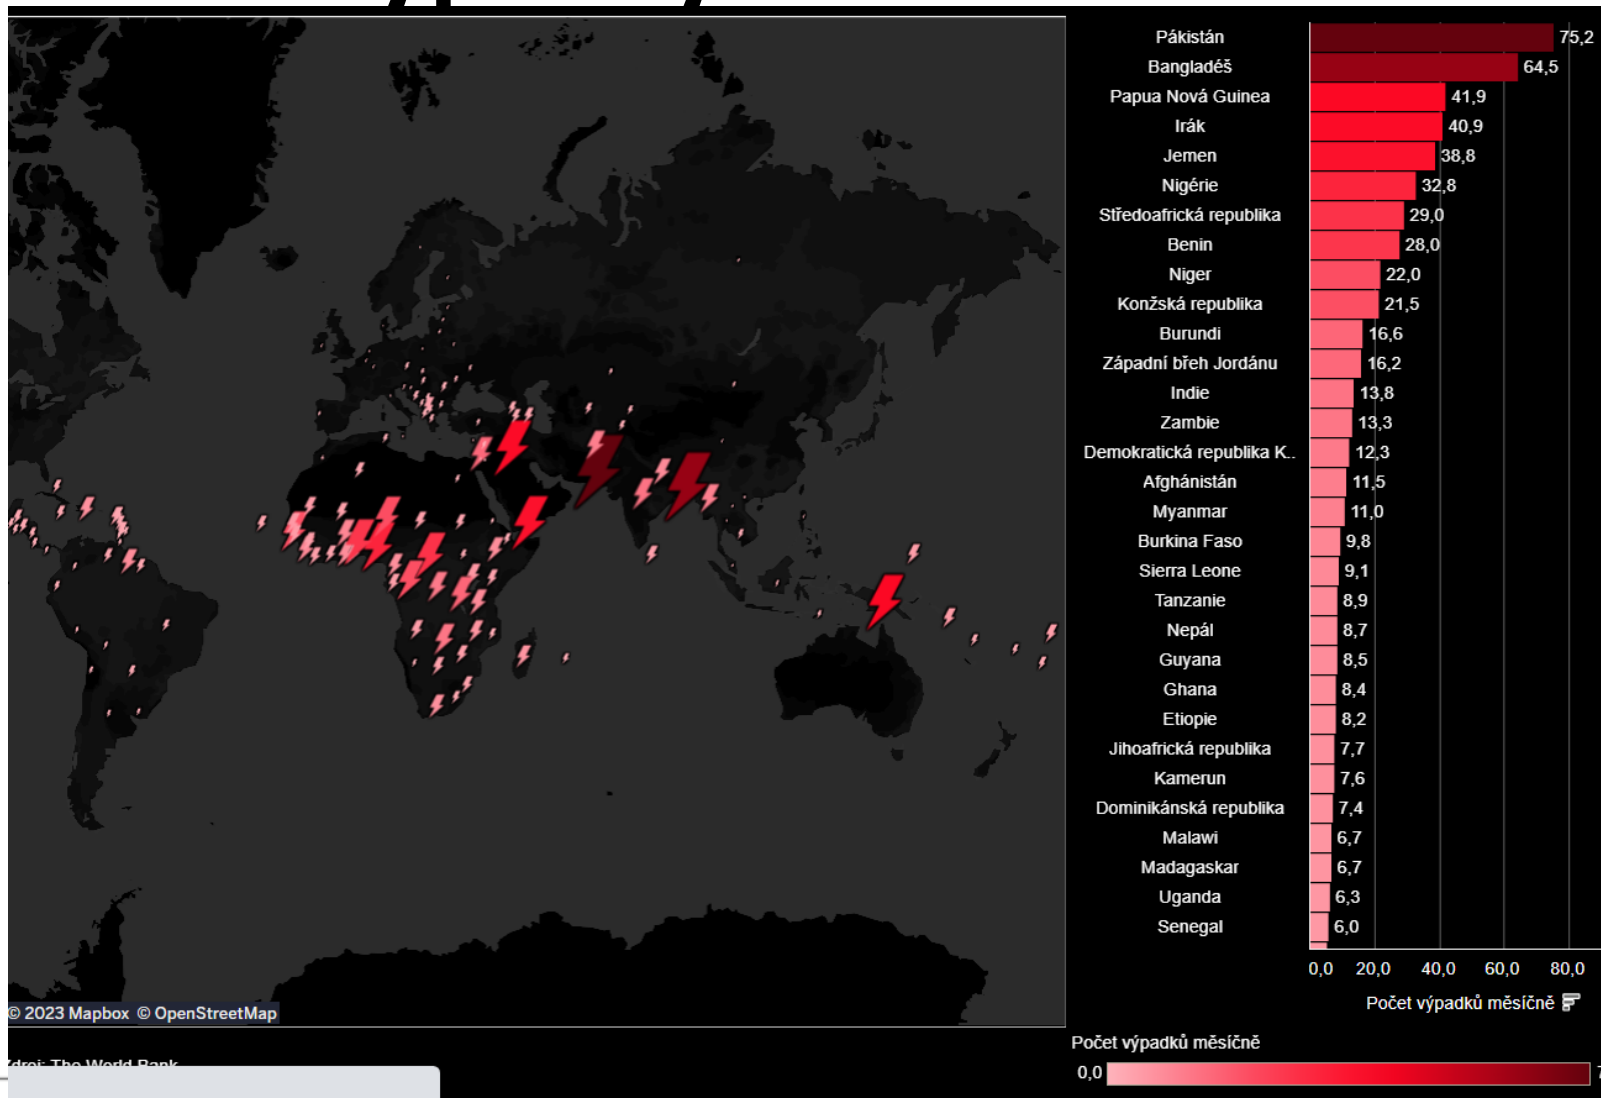 Pákistán 75,2
Bangladéš 64,5
Papua Nová Guinea 41,9
Irák 40,9
Jemen 38,8
Nigérie 32,8
Středoafrická republika 29,0
Benin 28,0
Niger 22,0
Konžská republika 21,5
Burundi 16,6
Západní břeh Jordánu 16,2
Indie 13,8
Zambie 13,3
Demokratická republika K.. 12,3
Afghánistán 11,5
Myanmar 11,0
Burkina Faso 9,8
Sierra Leone 9,1
Tanzanie 8,9
Nepál 8,7
Guyana 8,5
Ghana 8,4
Etiopie 8,2
Jihoafrická republika 7,7
Kamerun 7,6
Dominikánská republika 7,4
Malawi 6,7
Madagaskar 6,7
Uganda 6,3
Senegal 6,0
0,0 20,0 40,0 60,0 80,0
Počet výpadků měsíčně
© 2023 Mapbox © OpenStreetMap
Počet výpadků měsíčně
0,0
Zdroj: The World Bank